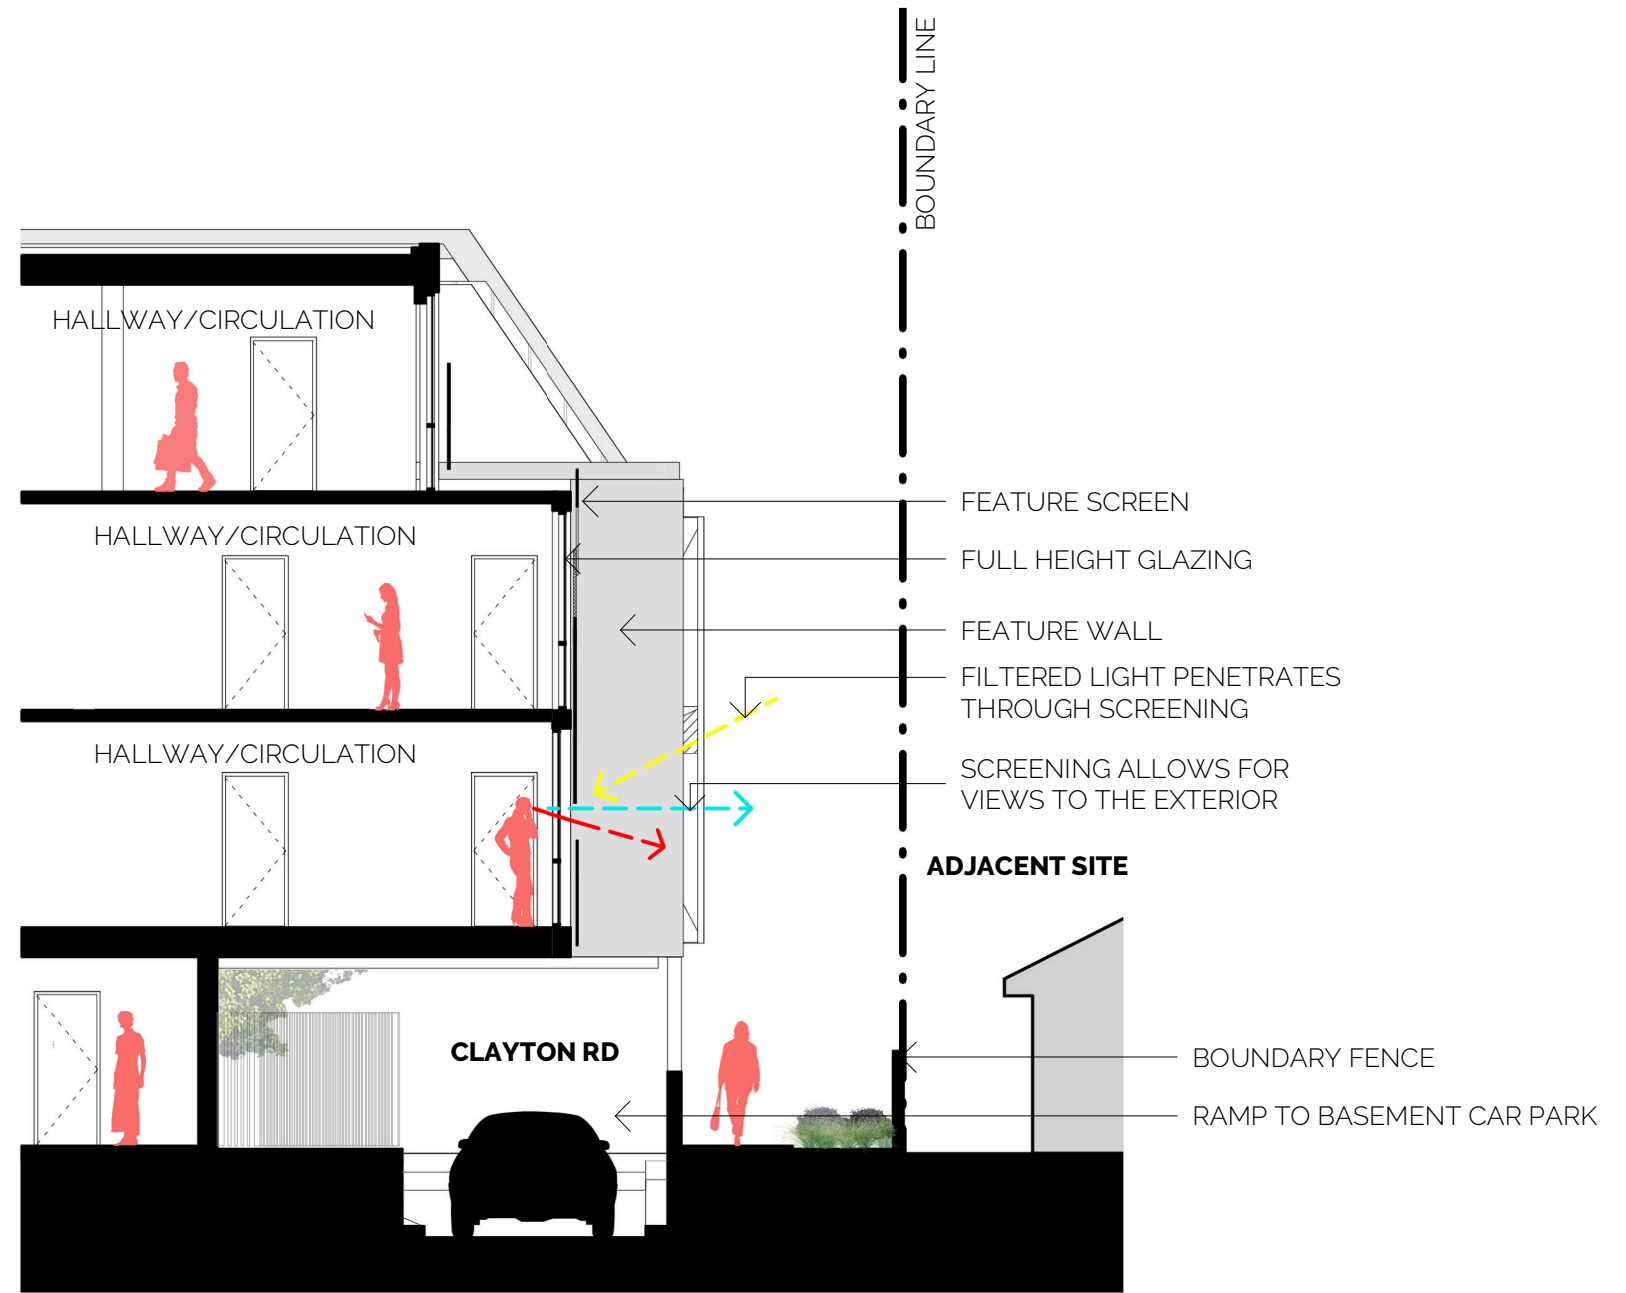 BOUNDARY LINE
HALLWAY/CIRCULATION
FEATURE SCREEN
HALLWAY/CIRCULATION
FULL HEIGHT GLAZING
FEATURE WALL
FILTERED LIGHT PENETRATES
THROUGH SCREENING
HALLWAY/CIRCULATION
SCREENING ALLOWS FOR
VIEWS TO THE EXTERIOR
ADJACENT SITE
CLAYTON RD
BOUNDARY FENCE
RAMP TO BASEMENT CAR PARK